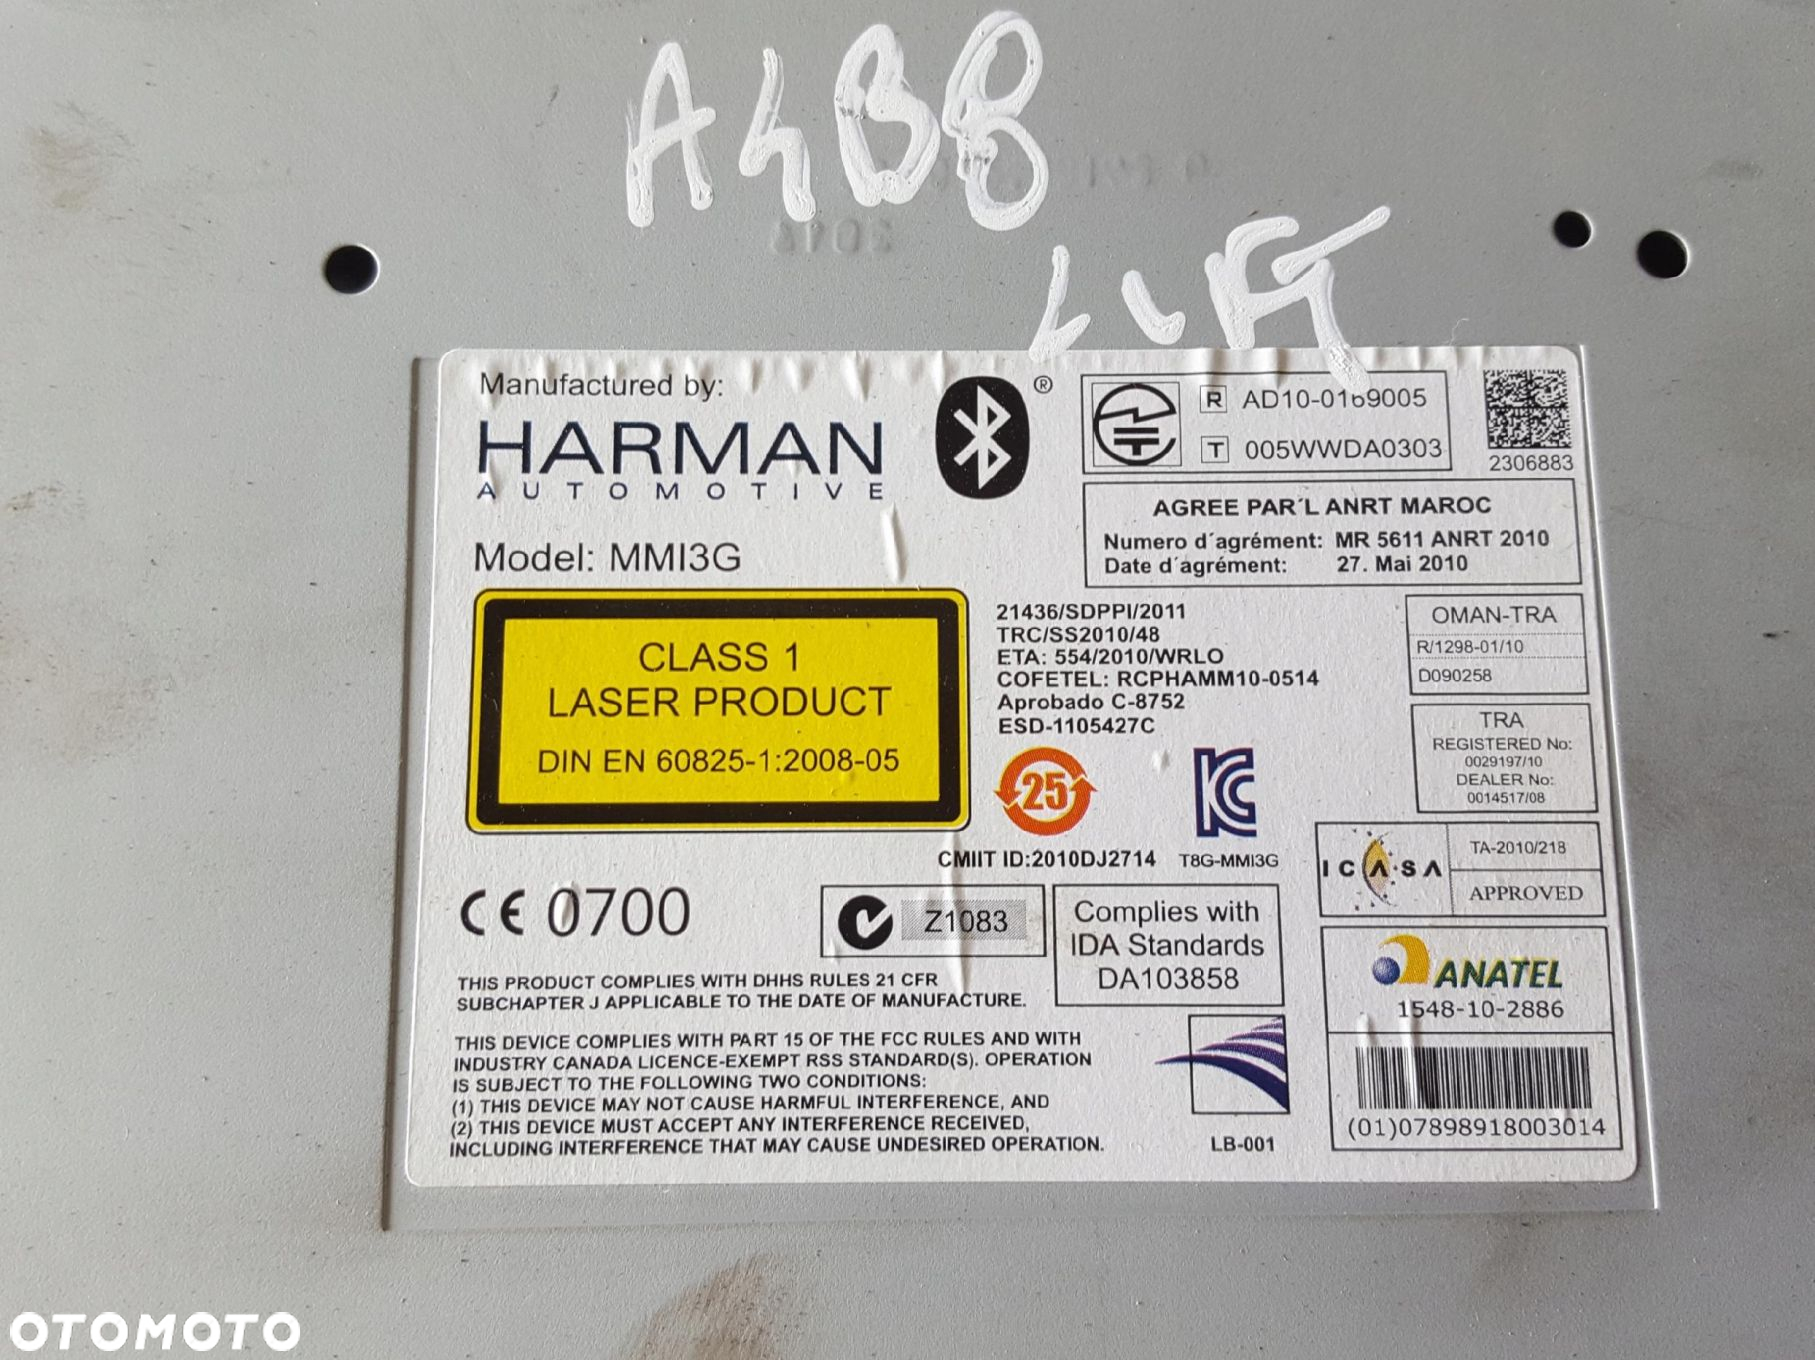 A4B8
LIFT
Manufactured by:
HARMAN
AUTOMOTIVE
®
R AD10-0169005
T 005WWDA0303
2306883
AGREE PAR´L ANRT MAROC
Numero d´agrément: MR 5611 ANRT 2010
Date d´agrément: 27. Mai 2010
Model: MMI3G
CLASS 1
LASER PRODUCT
DIN EN 60825-1:2008-05
21436/SDPPI/2011
TRC/SS2010/48
ETA: 554/2010/WRLO
COFETEL: RCPHAMM10-0514
Aprobado C-8752
ESD-1105427C
OMAN-TRA
R/1298-01/10
D090258
TRA
REGISTERED No:
0029197/10
DEALER No:
0014517/08
25
CMIIT ID:2010DJ2714
T8G-MMI3G
ICASA
TA-2010/218
APPROVED
CE 0700
Z1083
Complies with
IDA Standards
DA103858
ANATEL
1548-10-2886
(01)07898918003014
THIS PRODUCT COMPLIES WITH DHHS RULES 21 CFR
SUBCHAPTER J APPLICABLE TO THE DATE OF MANUFACTURE.
THIS DEVICE COMPLIES WITH PART 15 OF THE FCC RULES AND WITH
INDUSTRY CANADA LICENCE-EXEMPT RSS STANDARD(S). OPERATION
IS SUBJECT TO THE FOLLOWING TWO CONDITIONS:
(1) THIS DEVICE MAY NOT CAUSE HARMFUL INTERFERENCE, AND
(2) THIS DEVICE MUST ACCEPT ANY INTERFERENCE RECEIVED,
INCLUDING INTERFERENCE THAT MAY CAUSE UNDESIRED OPERATION.
LB-001
OTOMOTO